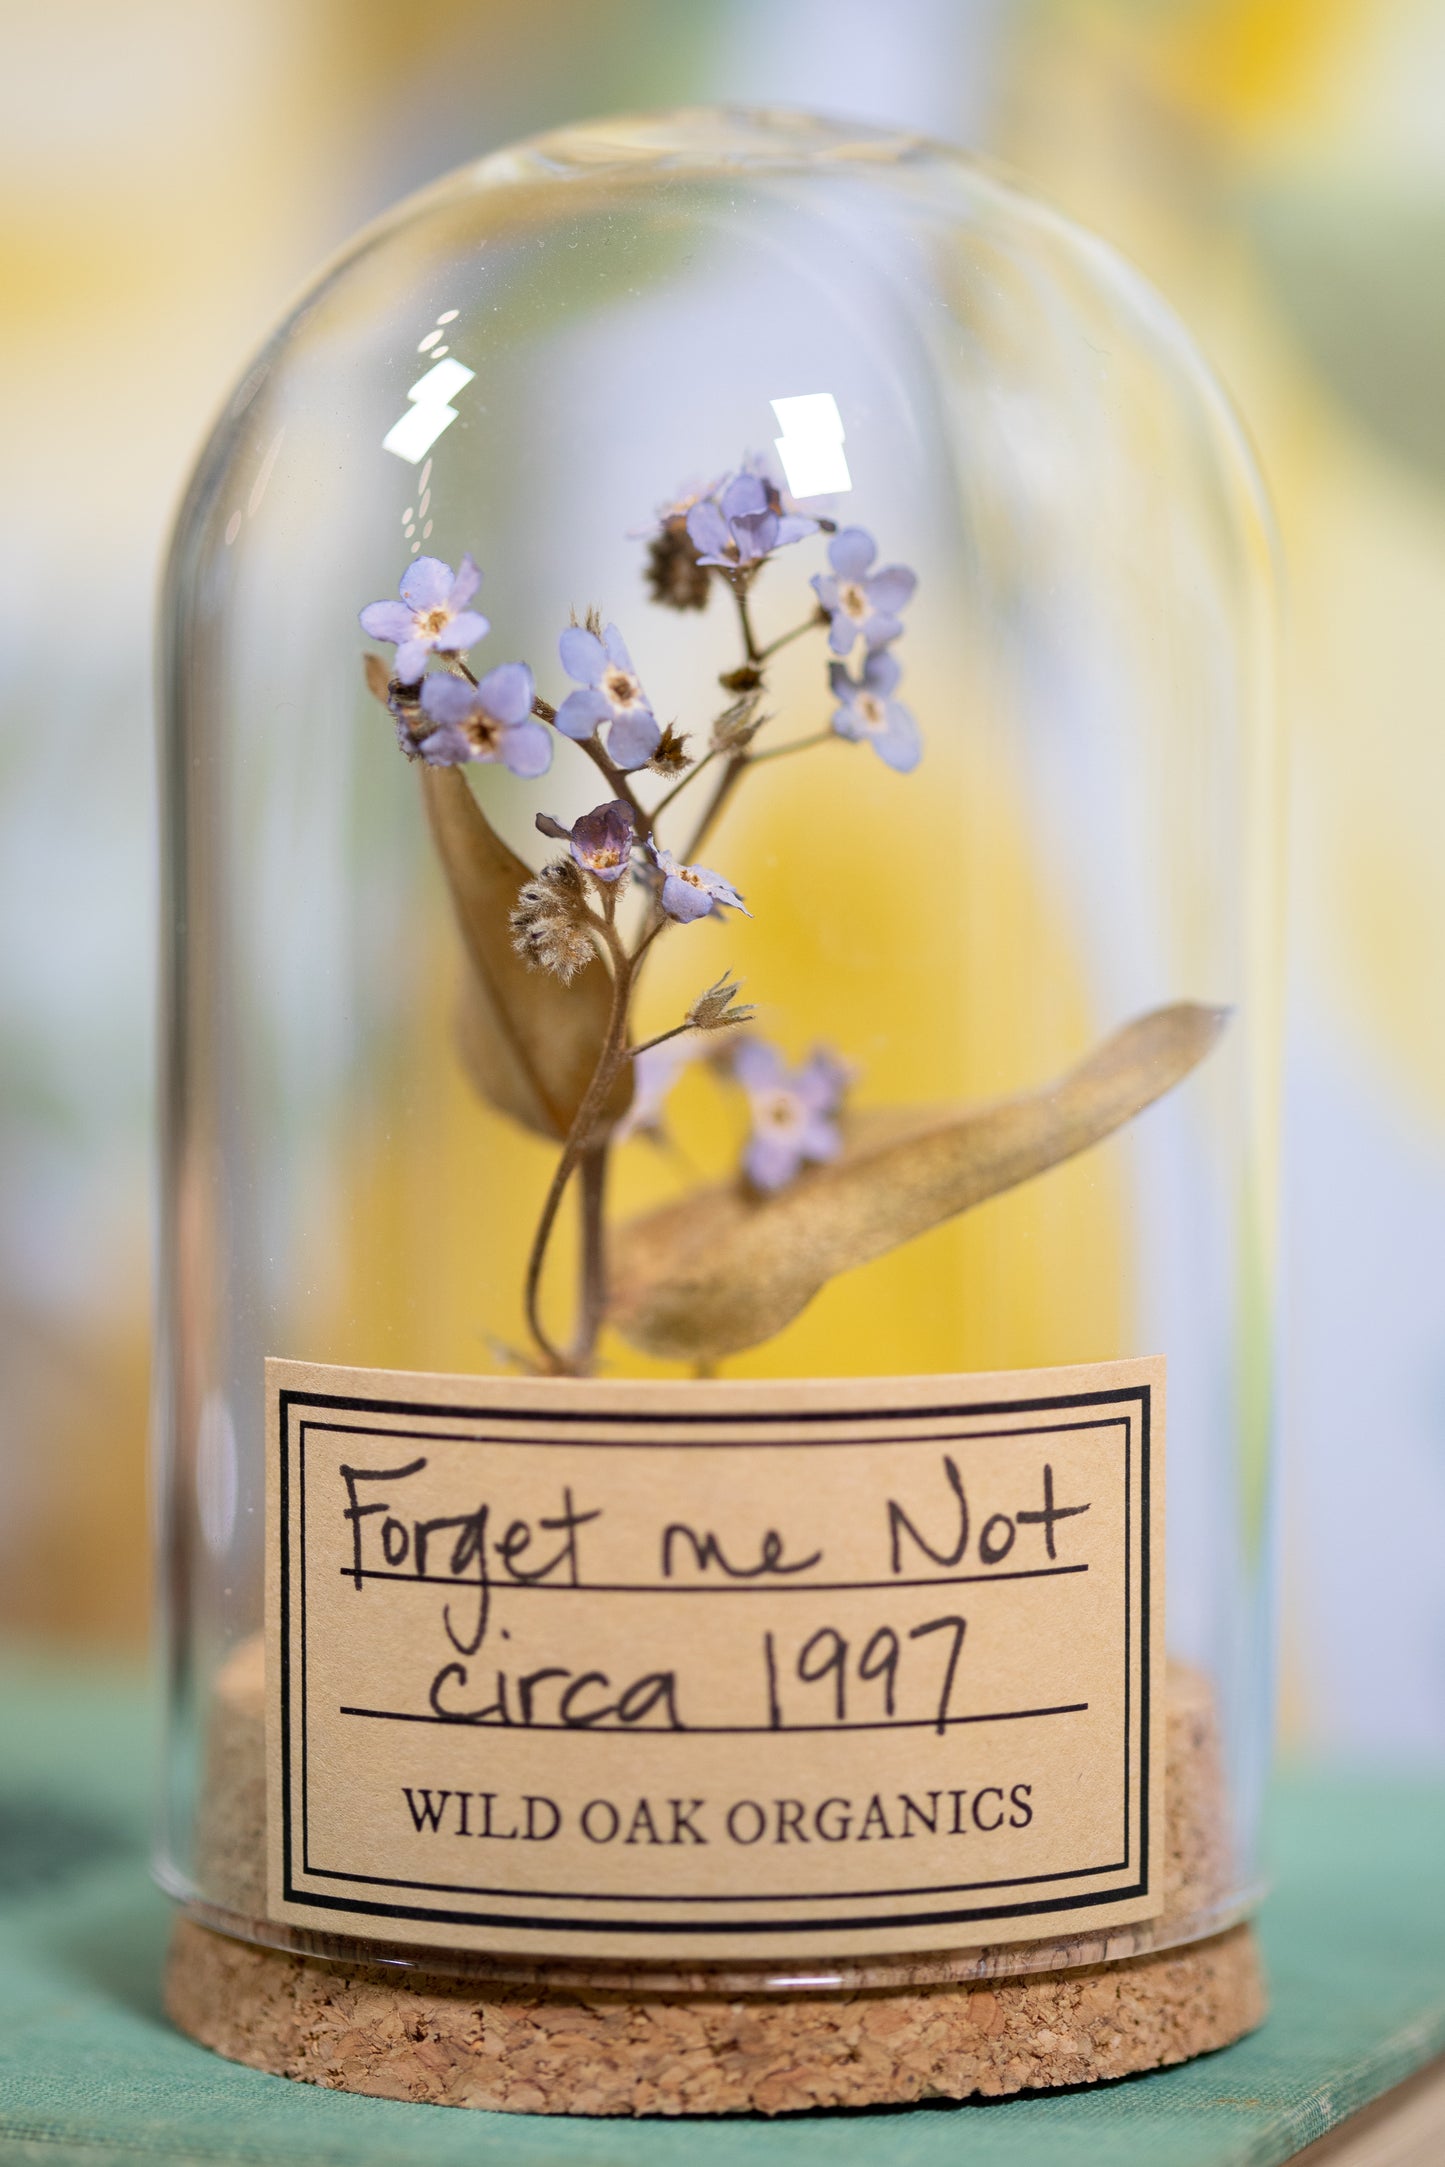 Forget me Not
circa 1997
WILD OAK ORGANICS